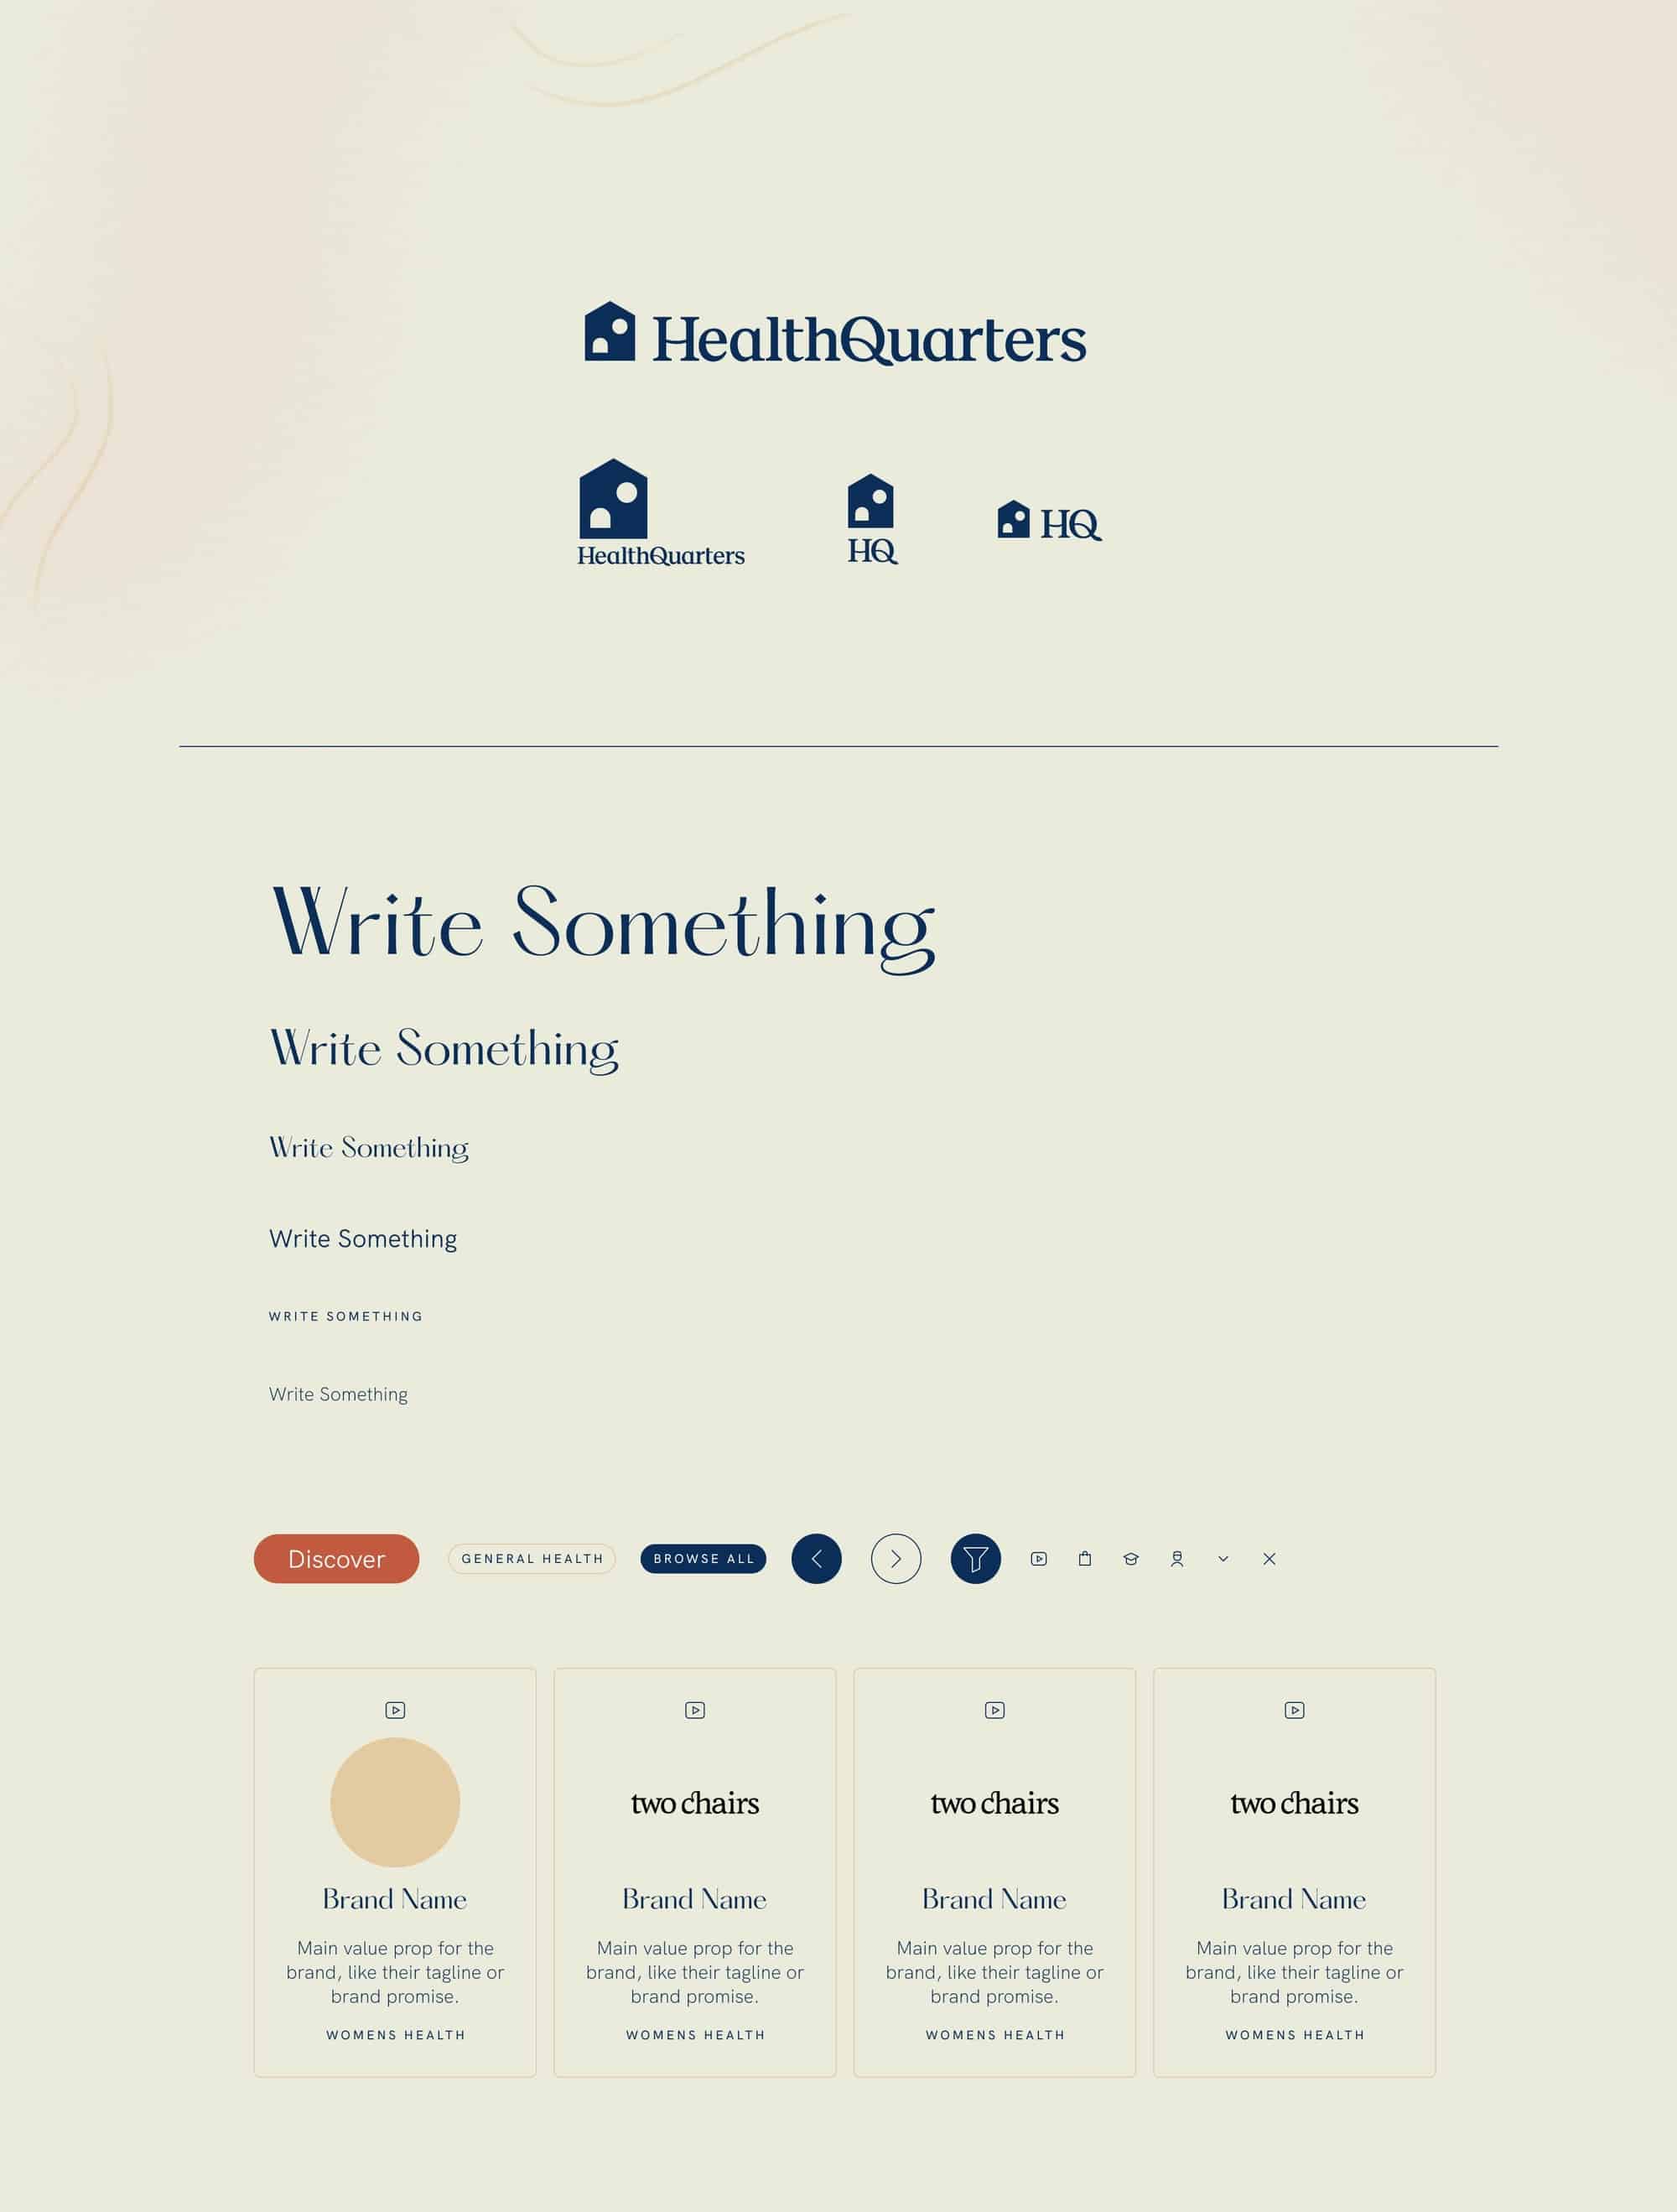 HealthQuarters
HealthQuarters
HQ
HQ
Write Something
Write Something
Write Something
Write Something
WRITE SOMETHING
Write Something
Discover
GENERAL HEALTH
BROWSE ALL
Brand Name
Main value prop for the
brand, like their tagline or
brand promise.
WOMENS HEALTH
two chairs
Brand Name
Main value prop for the
brand, like their tagline or
brand promise.
WOMENS HEALTH
two chairs
Brand Name
Main value prop for the
brand, like their tagline or
brand promise.
WOMENS HEALTH
two chairs
Brand Name
Main value prop for the
brand, like their tagline or
brand promise.
WOMENS HEALTH